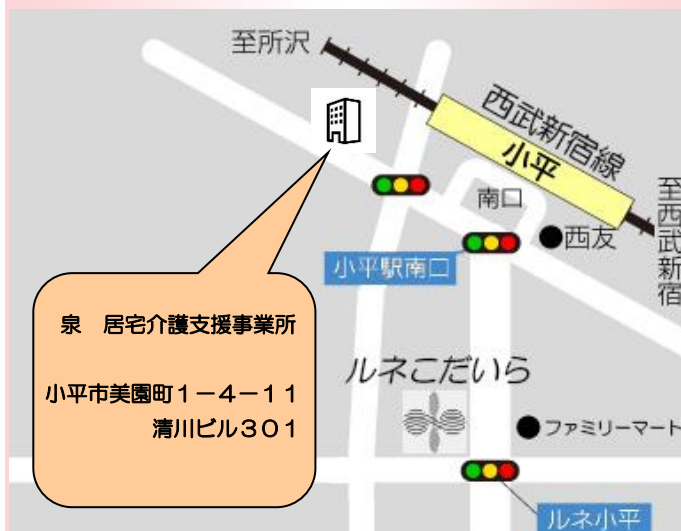 至所沢
西武新宿線
小平
至西武新宿
南口
西友
小平駅南口
泉　居宅介護支援事業所
小平市美園町１－４－１１
清川ビル３０１
ルネこだいら
ファミリーマート
ルネ小平